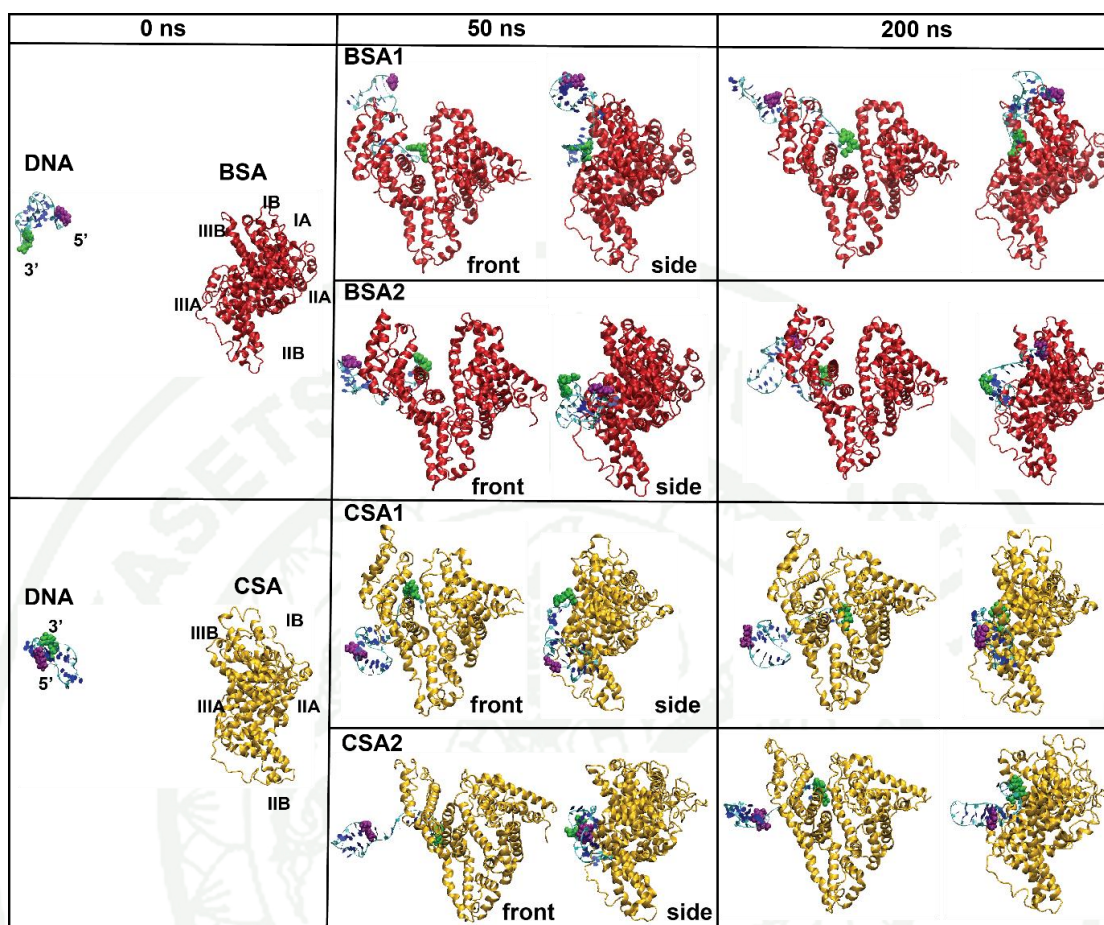 0 ns 50 ns 200 ns
BSA1
DNA
BSA
IB
IA
IIIB
5’
3’
IIIA
IIA
IIB
front side
BSA2
front side
CSA1
DNA
CSA
3’
IB
IIIB
5’
IIIA
IIA
IIB
front side
CSA2
front side
ASETS